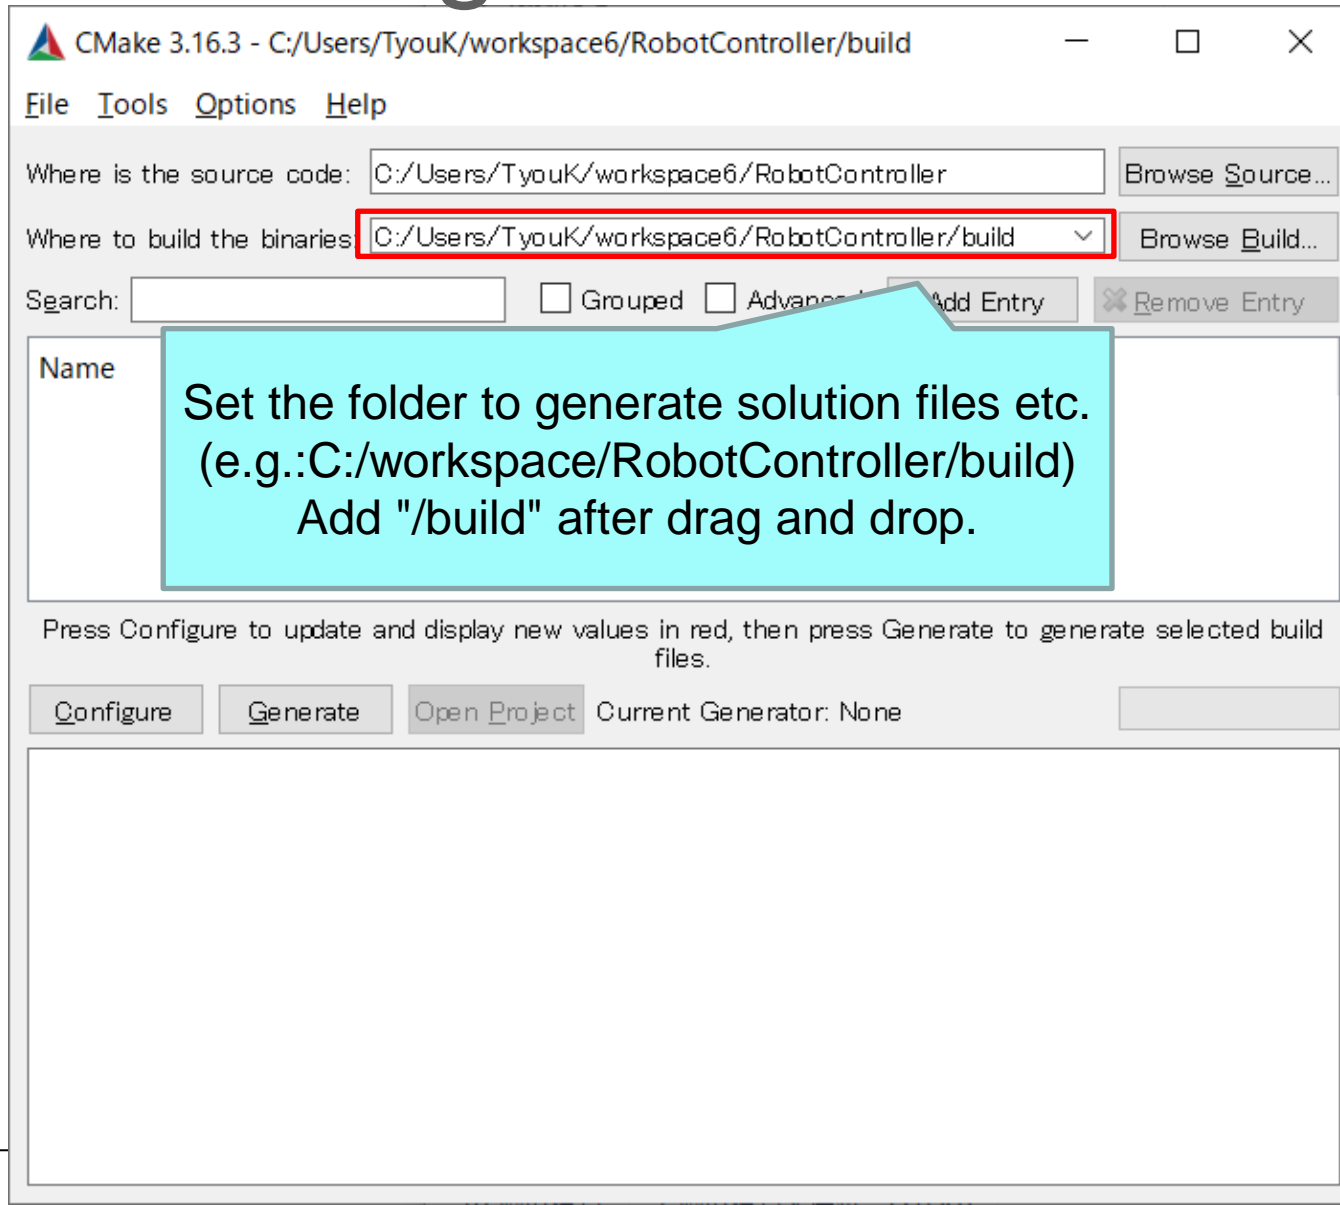 CMake 3.16.3 - C:/Users/TyouK/workspace6/RobotController/build
File Tools Options Help
Where is the source code: C:/Users/TyouK/workspace6/RobotController Browse Source...
Where to build the binaries: C:/Users/TyouK/workspace6/RobotController/build Browse Build...
Search: Grouped Add Entry Remove Entry
Name
Set the folder to generate solution files etc.
(e.g.:C:/workspace/RobotController/build)
Add "/build" after drag and drop.
Press Configure to update and display new values in red, then press Generate to generate selected build
files.
Configure Generate Open Project Current Generator: None